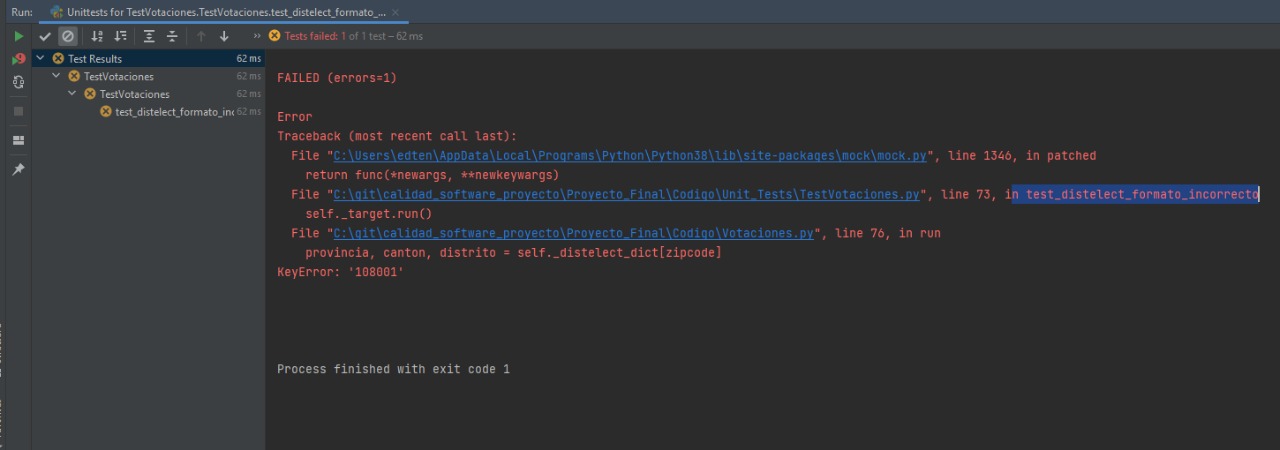 Run: Unittests for TestVotaciones.TestVotaciones.test_distelect_formato_... ×
» Tests failed: 1 of 1 test – 62 ms
Test Results 62 ms
TestVotaciones 62 ms
TestVotaciones 62 ms
test_distelect_formato_inc 62 ms
FAILED (errors=1)
Error
Traceback (most recent call last):
File "C:\Users\edten\AppData\Local\Programs\Python\Python38\lib\site-packages\mock\mock.py", line 1346, in patched
return func(*newargs, **newkeywargs)
File "C:\git\calidad_software_proyecto\Proyecto_Final\Codigo\Unit_Tests\TestVotaciones.py", line 73, in test_distelect_formato_incorrecto
self._target.run()
File "C:\git\calidad_software_proyecto\Proyecto_Final\Codigo\Votaciones.py", line 76, in run
provincia, canton, distrito = self._distelect_dict[zipcode]
KeyError: '108001'
Process finished with exit code 1